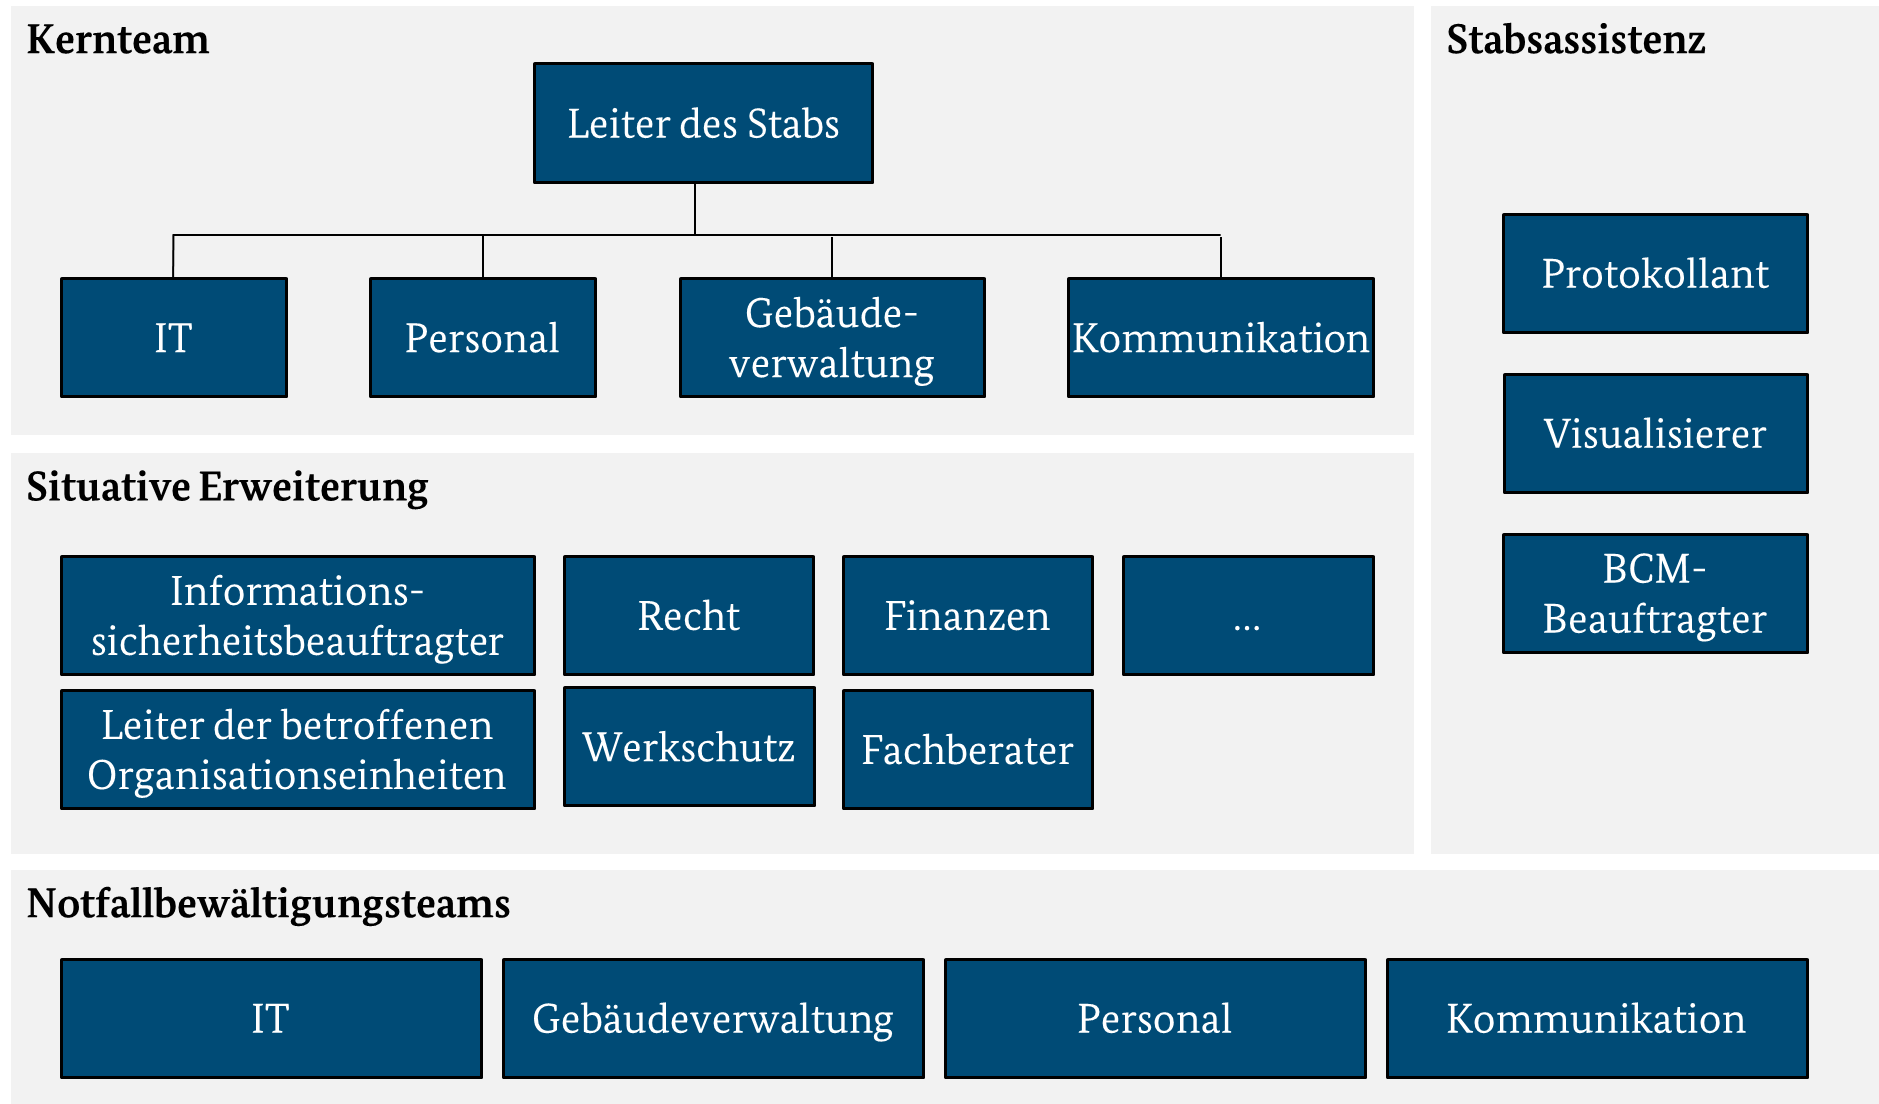 Kernteam
Leiter des Stabs
IT
Personal
Gebäude-
verwaltung
Kommunikation
Stabsassistenz
Protokollant
Visualisierer
BCM-
Beauftragter
Situative Erweiterung
Informations-
sicherheitsbeauftragter
Recht
Finanzen
...
Leiter der betroffenen
Organisationseinheiten
Werkschutz
Fachberater
Notfallbewältigungsteams
IT
Gebäudeverwaltung
Personal
Kommunikation